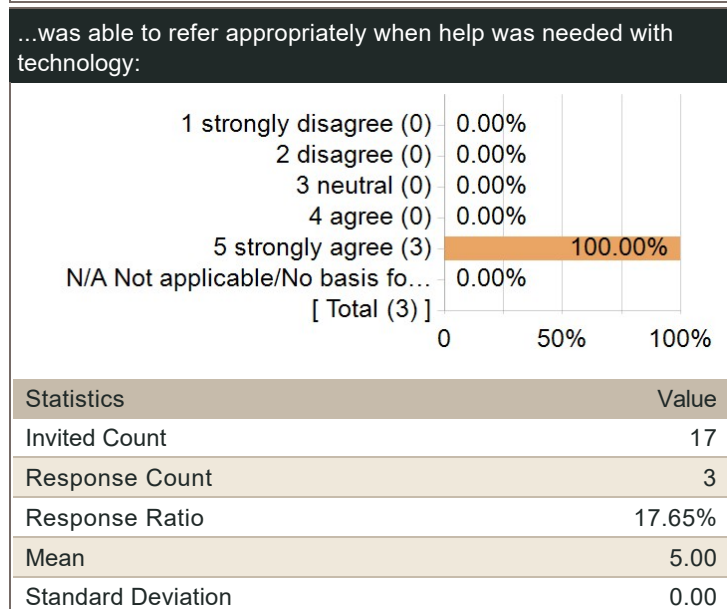 ...was able to refer appropriately when help was needed with
technology:
1 strongly disagree (0) 0.00%
2 disagree (0) 0.00%
3 neutral (0) 0.00%
4 agree (0) 0.00%
5 strongly agree (3) 100.00%
N/A Not applicable/No basis fo... 0.00%
[ Total (3) ]
0 50% 100%
Statistics Value
Invited Count 17
Response Count 3
Response Ratio 17.65%
Mean 5.00
Standard Deviation 0.00